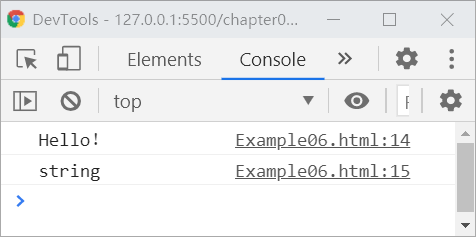 DevTools - 127.0.0.1:5500/chapter0...
Elements Console »
top
Hello! Example06.html:14
string Example06.html:15